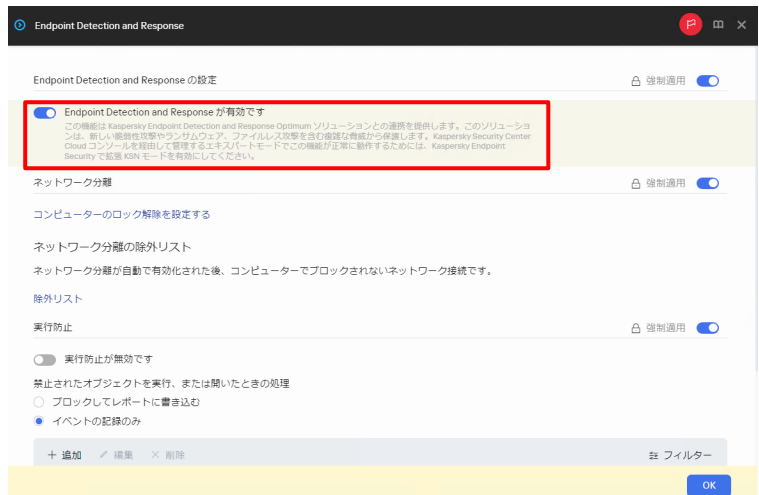 Endpoint Detection and Response
Endpoint Detection and Response の設定
強制適用
Endpoint Detection and Response が有効です
この機能は Kaspersky Endpoint Detection and Response Optimum ソリューションとの連携を提供します。このソリューショ
ンは、新しい脆弱性攻撃やランサムウェア、ファイルレス攻撃を含む複雑な脅威から保護します。Kaspersky Security Center
Cloud コンソールを経由して管理するエキスパートモードでこの機能が正常に動作するためには、Kaspersky Endpoint
Security で拡張 KSN モードを有効にしてください。
ネットワーク分離
強制適用
コンピューターのロック解除を設定する
ネットワーク分離の除外リスト
ネットワーク分離が自動で有効化された後、コンピューターでブロックされないネットワーク接続です。
除外リスト
実行防止
強制適用
実行防止が無効です
禁止されたオブジェクトを実行、または開いたときの処理
ブロックしてレポートに書き込む
イベントの記録のみ
追加 編集 削除 フィルター
OK